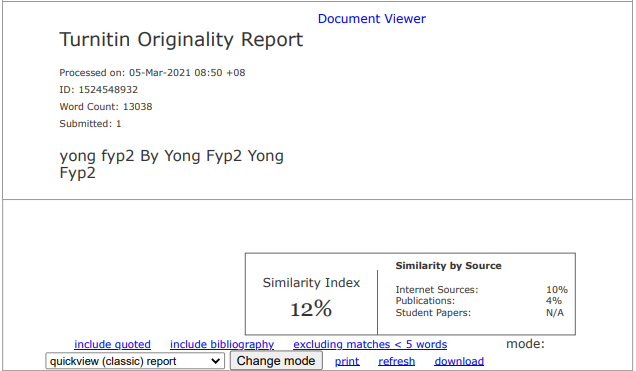 Document Viewer
Turnitin Originality Report
Processed on: 05-Mar-2021 08:50 +08
ID: 1524548932
Word Count: 13038
Submitted: 1
yong fyp2 By Yong Fyp2 Yong
Fyp2
Similarity Index
12%
Similarity by Source
Internet Sources: 10%
Publications: 4%
Student Papers: N/A
include quoted include bibliography excluding matches < 5 words mode:
quickview (classic) report Change mode print refresh download